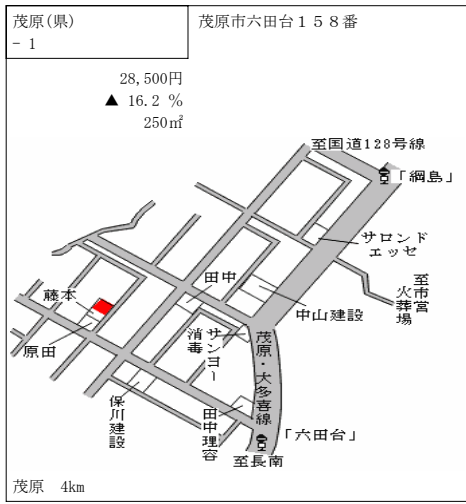 茂原(県)
- 1
茂原市六田台１５８番
28,500円
▲ 16.2 %
250㎡
至国道128号線
「綱島」
サロンド
エッセ
至市営
火葬場
田中
中山建設
藤本
原田
サンヨー
消毒
茂原・大多喜線
保川建設
田中理容
「六田台」
至長南
茂原 4km